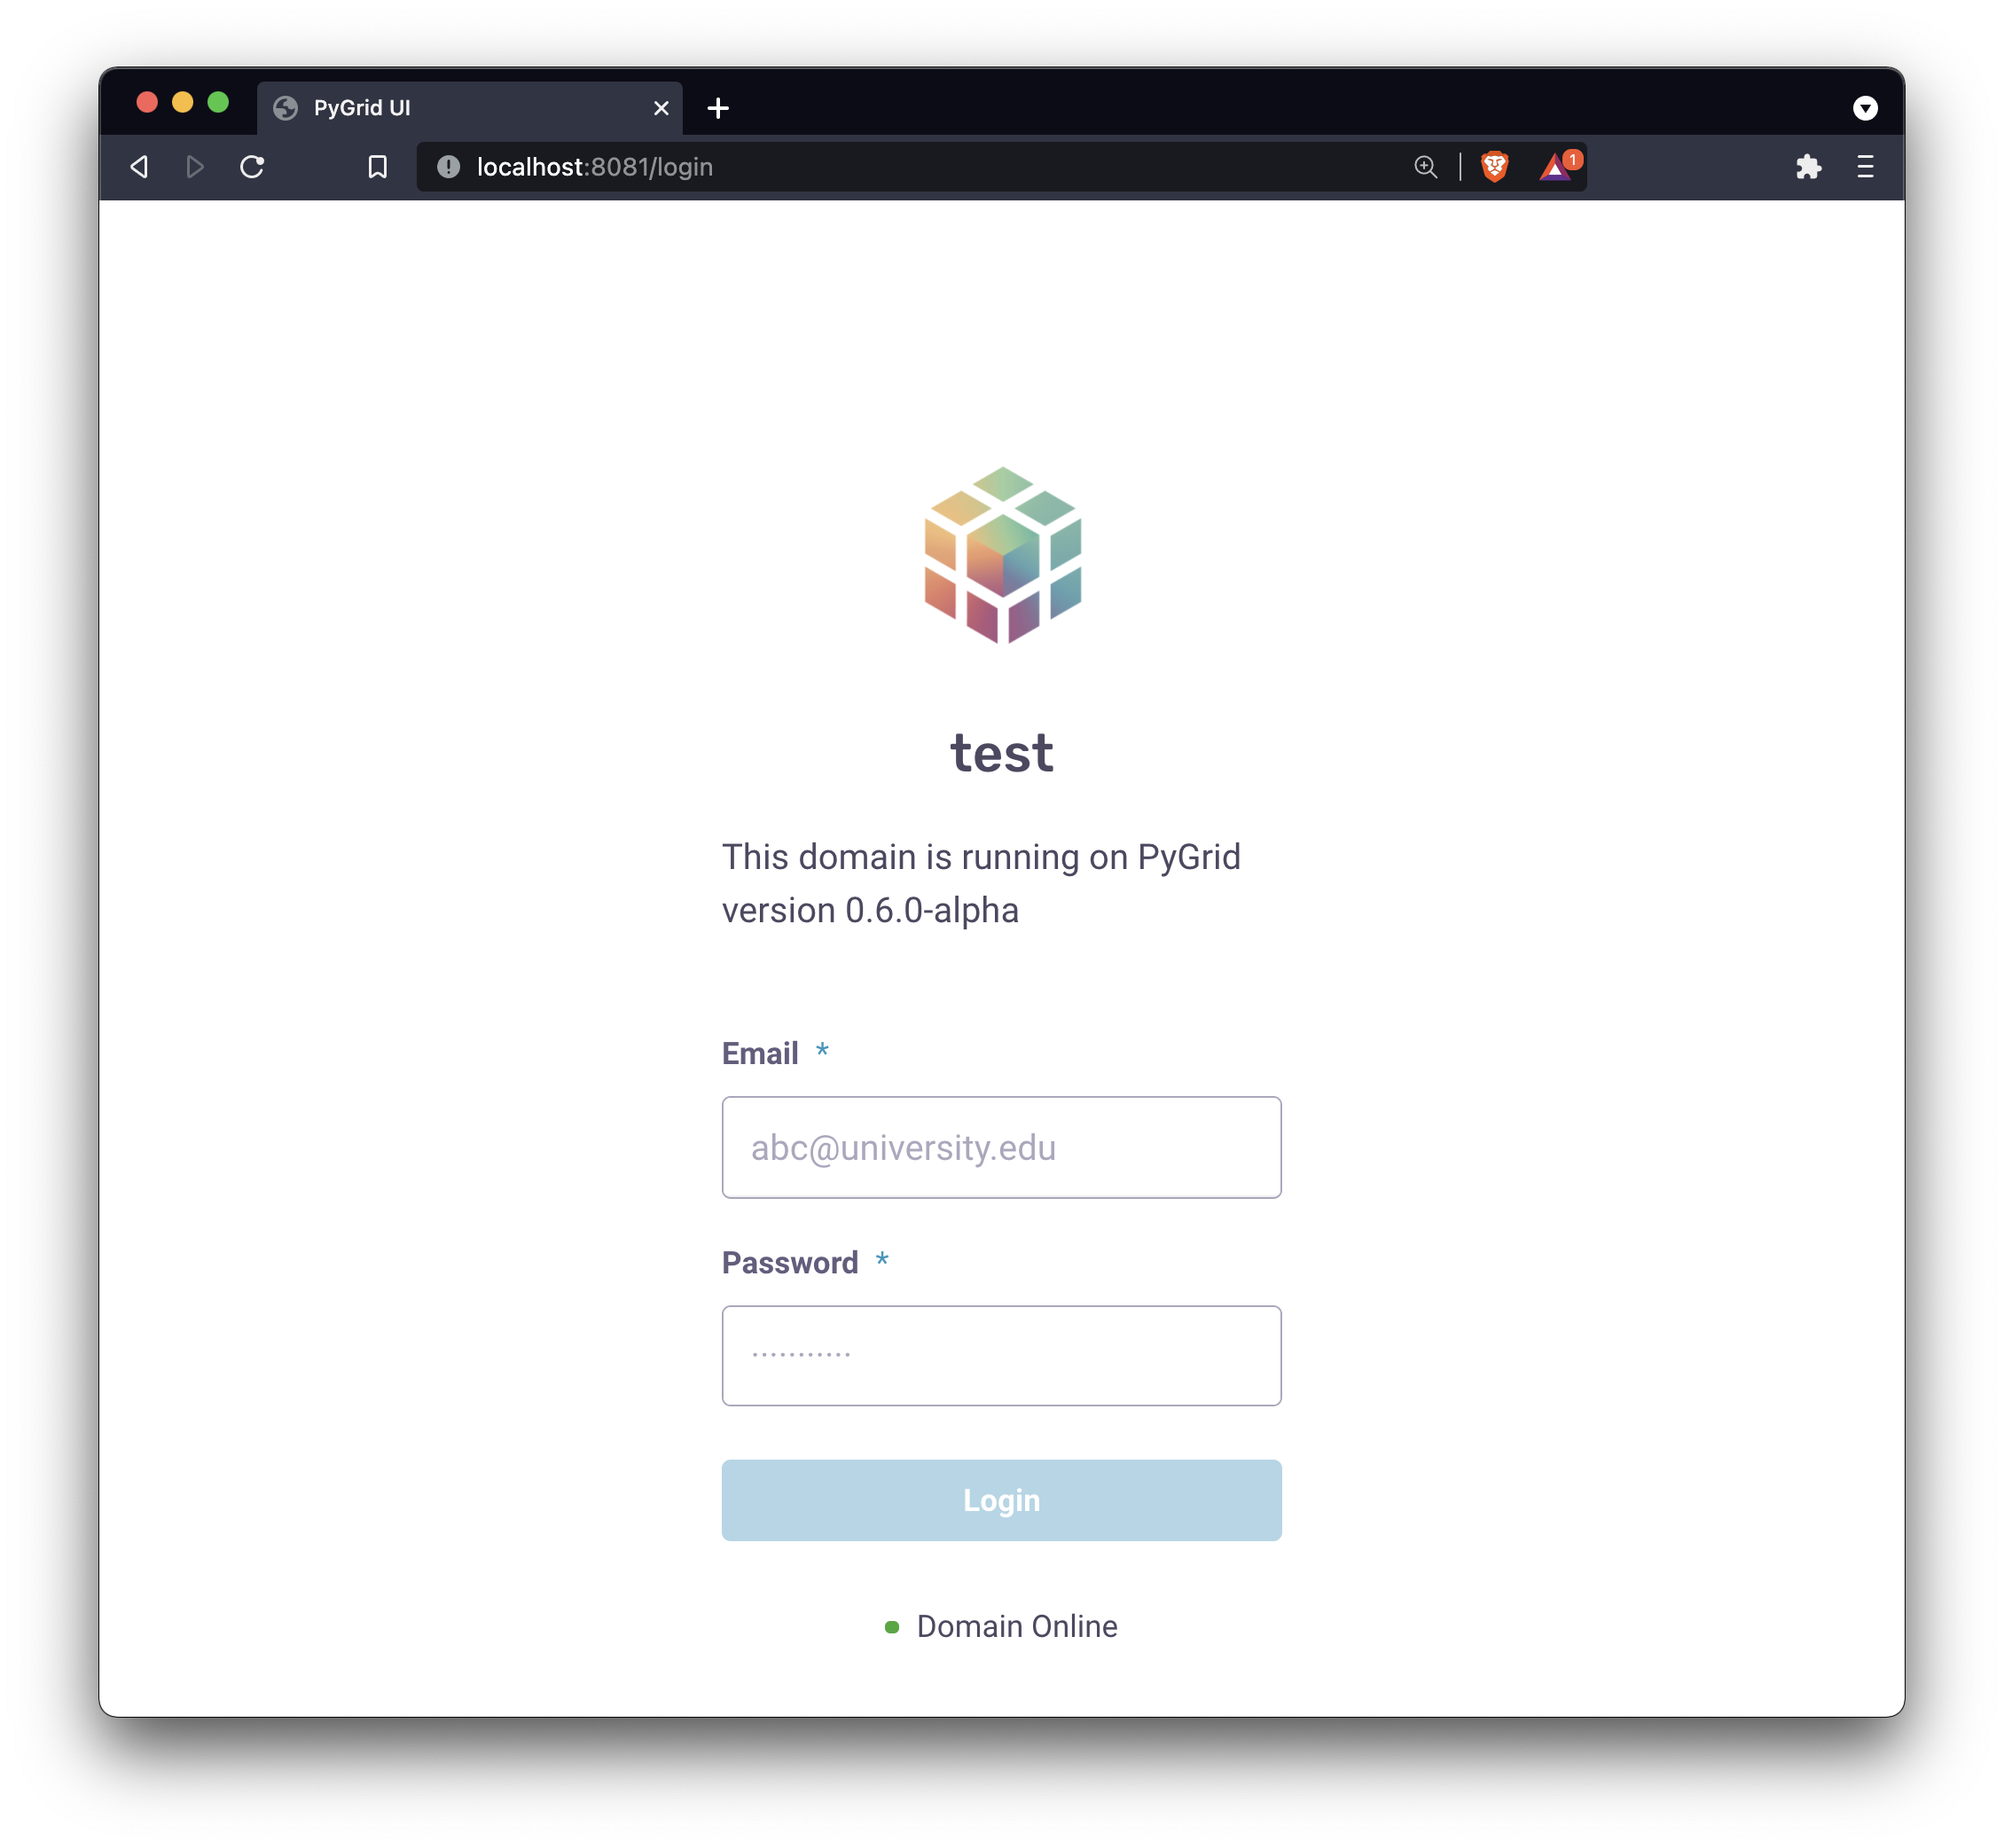 PyGrid UI
localhost:8081/login
1
test
This domain is running on PyGrid
version 0.6.0-alpha
Email *
abc@university.edu
Password *
···········
Login
Domain Online